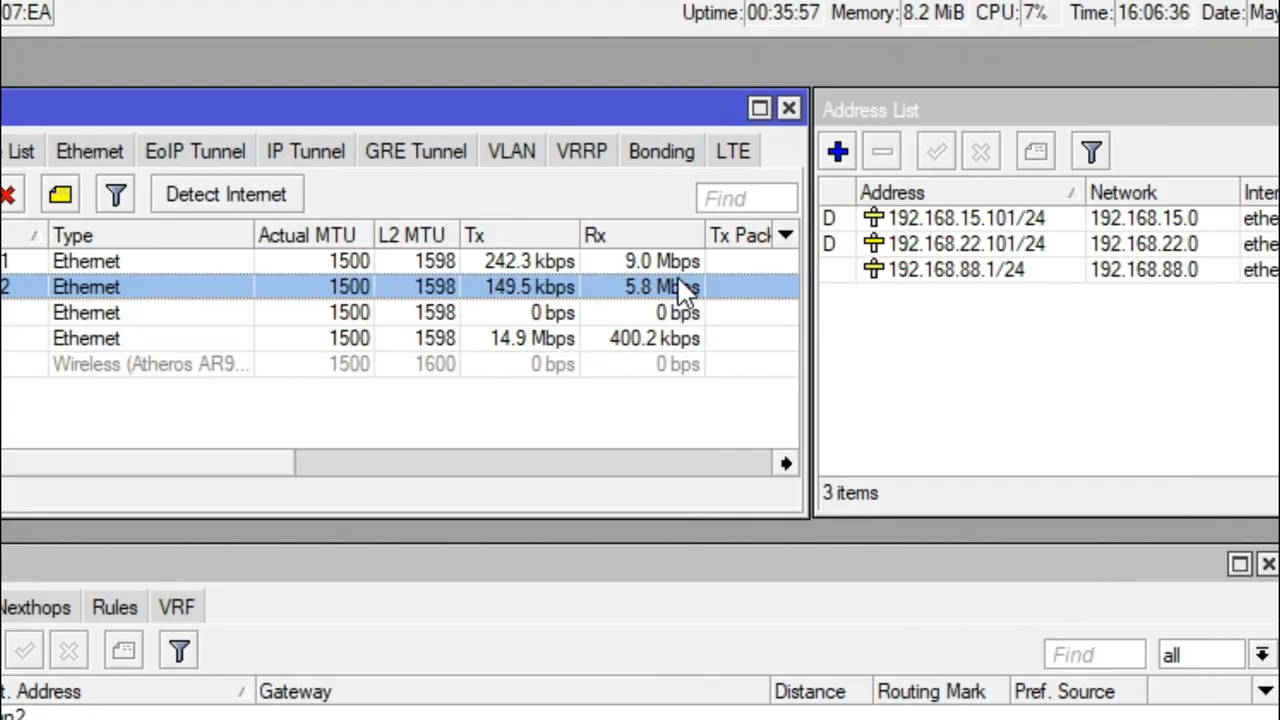 07:EA Uptime: 00:35:57 Memory: 8.2 MiB CPU: 7% Time: 16:06:36 Date: May
Address List
List Ethernet EoIP Tunnel IP Tunnel GRE Tunnel VLAN VRRP Bonding LTE
Detect Internet Find
Type Actual MTU L2 MTU Tx Rx Tx Pack
1 Ethernet 1500 1598 242.3 kbps 9.0 Mbps
2 Ethernet 1500 1598 149.5 kbps 5.8 Mbps
Ethernet 1500 1598 0 bps 0 bps
Ethernet 1500 1598 14.9 Mbps 400.2 kbps
Wireless (Atheros AR9... 1500 1600 0 bps 0 bps
Address Network Inter
D 192.168.15.101/24 192.168.15.0 ethe
D 192.168.22.101/24 192.168.22.0 ethe
192.168.88.1/24 192.168.88.0 ethe
3 items
Nexthops Rules VRF
Find all
t. Address Gateway Distance Routing Mark Pref. Source